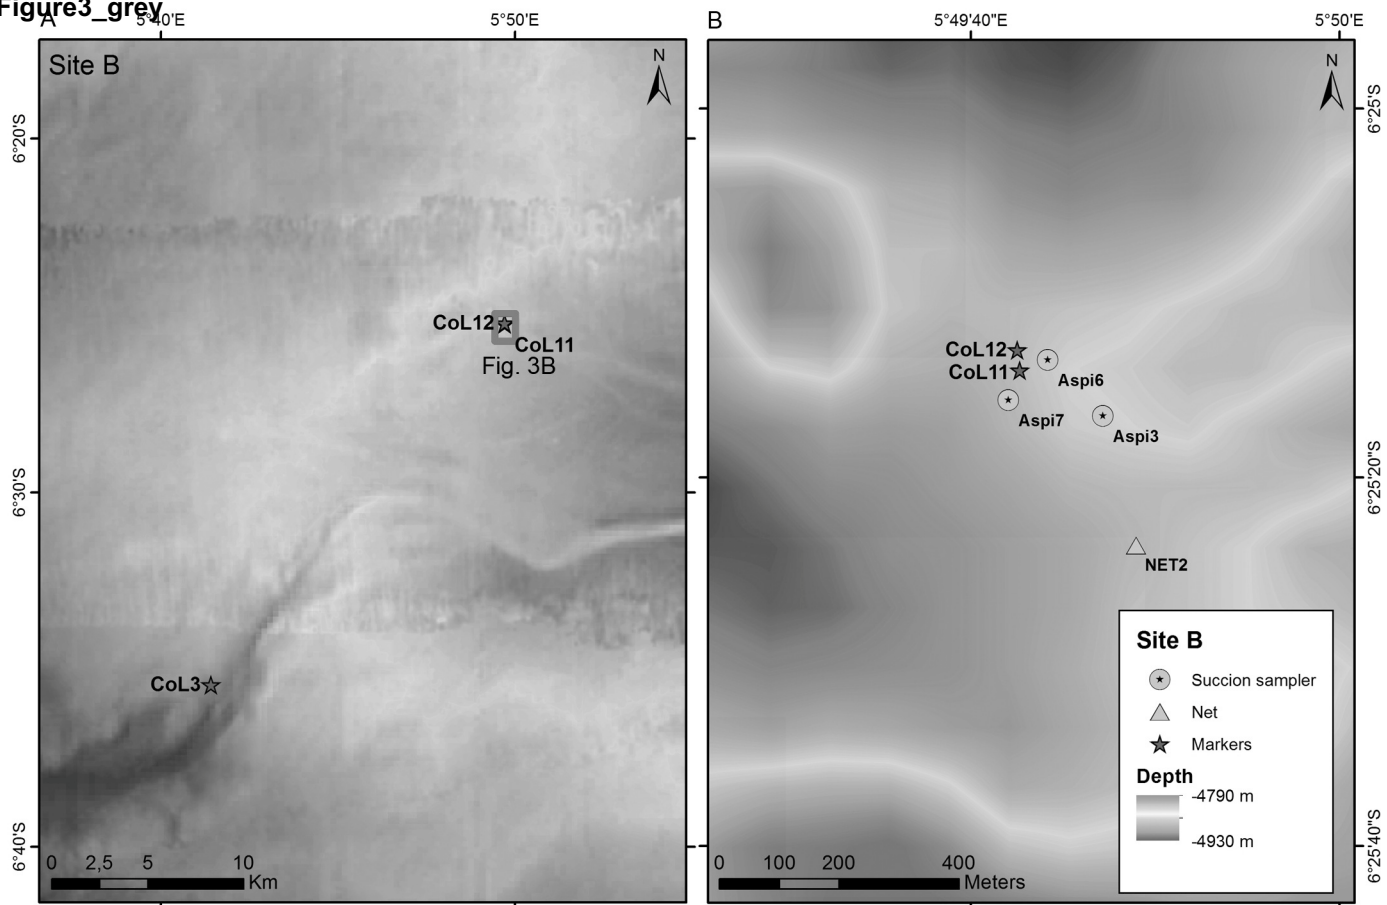 Figure3_grey
A
5°40'E
5°50'E
Site B
N
6°20'S
6°30'S
6°40'S
CoL12
CoL11
Fig. 3B
CoL3
0 2,5 5 10
Km
B
5°49'40"E
5°50'E
N
6°25'S
6°25'20"S
6°25'40"S
CoL12
CoL11
Aspi6
Aspi7
Aspi3
NET2
0 100 200 400
Meters
Site B
Succion sampler
Net
Markers
Depth
-4790 m
-4930 m